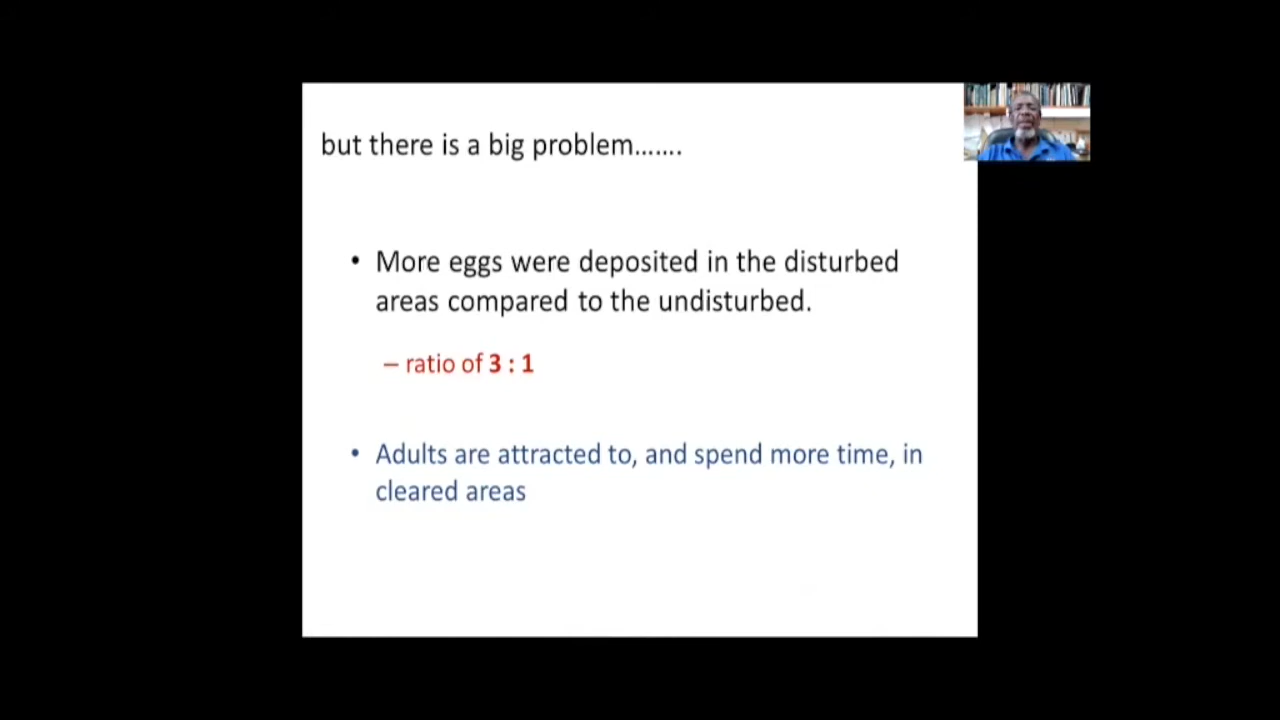 but there is a big problem.......
• More eggs were deposited in the disturbed
areas compared to the undisturbed.
– ratio of 3 : 1
• Adults are attracted to, and spend more time, in
cleared areas